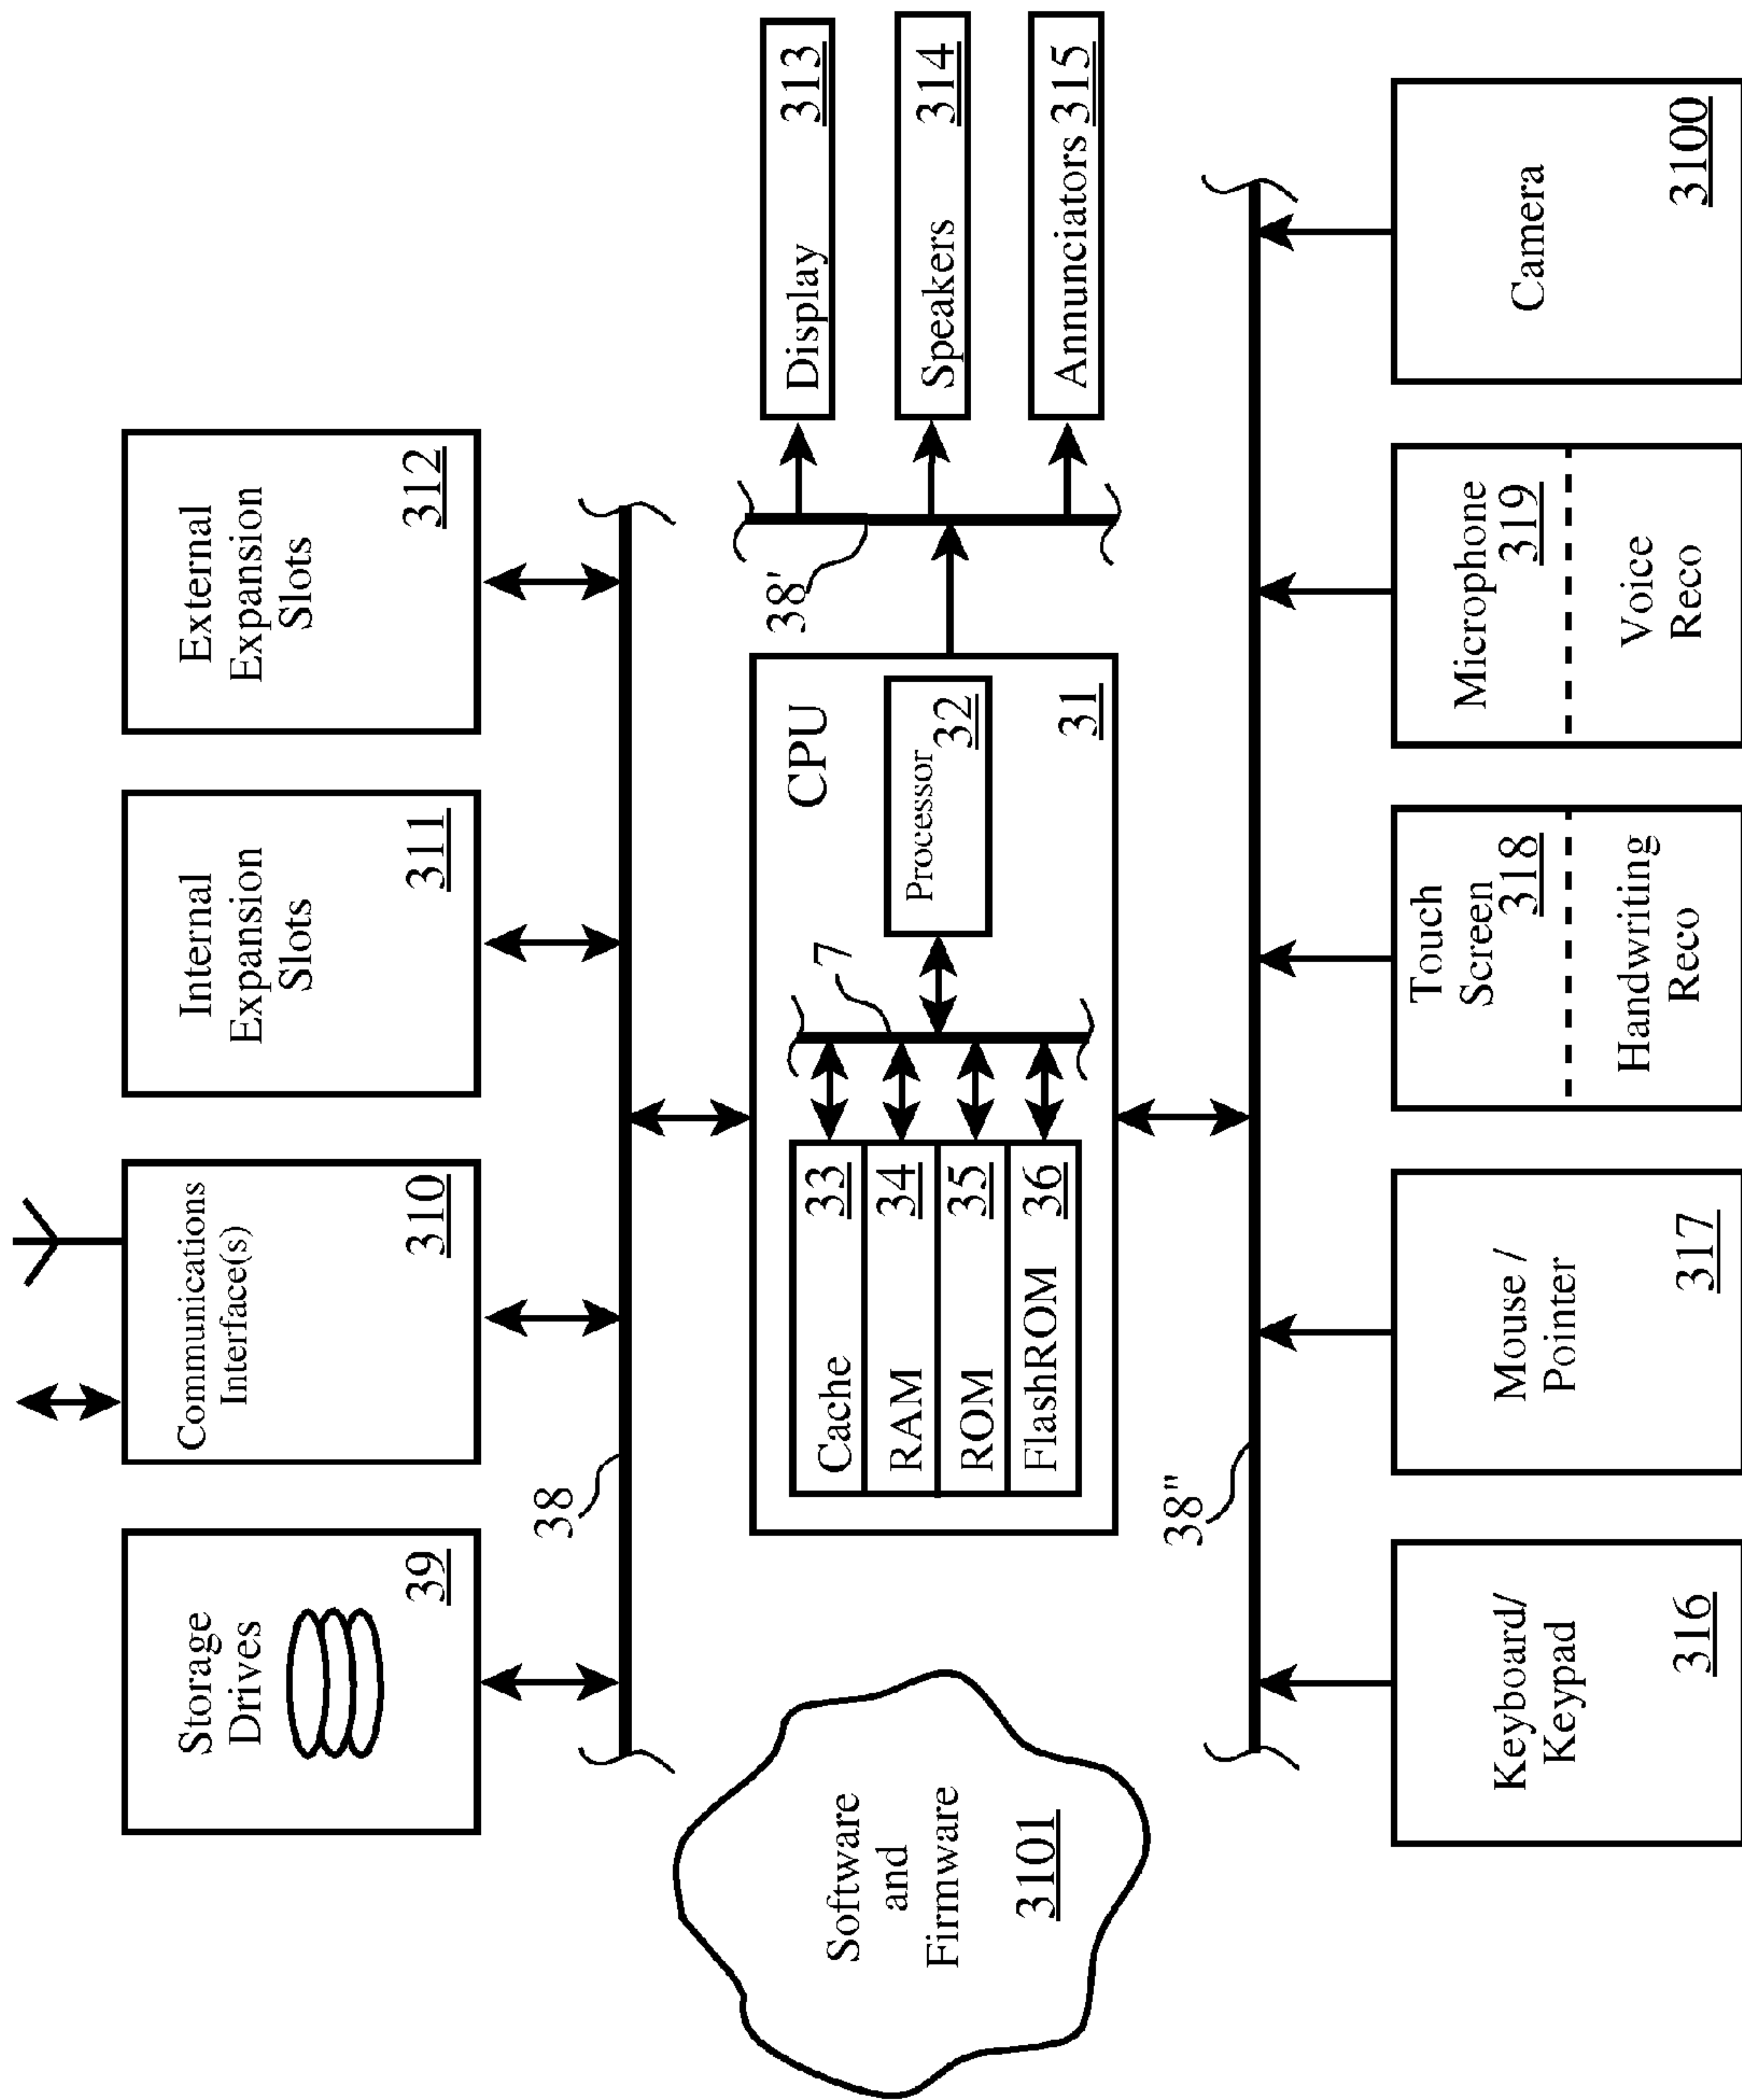 Storage
Drives
39
Communications
Interface(s)
310
Internal
Expansion
Slots
311
External
Expansion
Slots
312
38
Software
and
Firmware
3101
CPU
Cache 33
RAM 34
ROM 35
FlashROM 36
7
Processor
32
31
38'
Display 313
Speakers 314
Annunciators 315
38"
Keyboard/
Keypad
316
Mouse /
Pointer
317
Touch
Screen
318
Handwriting
Reco
Microphone
319
Voice
Reco
Camera
3100